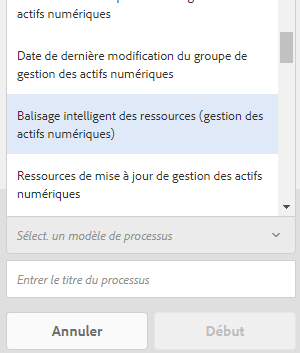 actifs numériques
Date de dernière modification du groupe de
gestion des actifs numériques
Balisage intelligent des ressources (gestion des
actifs numériques)
Ressources de mise à jour de gestion des actifs
numériques
Sélect. un modèle de processus
Entrer le titre du processus
Annuler Début